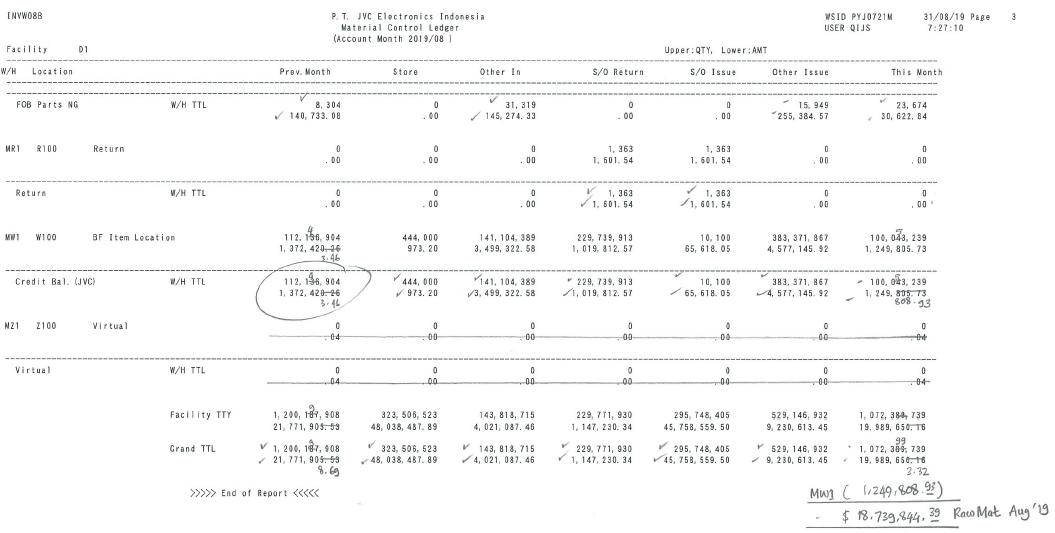 INVW08B P. T. JVC Electronics Indonesia WSID PYJ0721M 31/08/19 Page 3
Material Control Ledger USER QIJS 7:27:10
(Account Month 2019/08 )
Facility D1 Upper:QTY, Lower:AMT
W/H Location Prev. Month Store Other In S/O Return S/O Issue Other Issue This Month
FOB Parts NG W/H TTL 8, 304 0 31, 319 0 0 15, 949 23, 674
140, 733. 08 . 00 145, 274. 33 . 00 . 00 255, 384. 57 30, 622. 84
MR1 R100 Return 0 0 0 1, 363 1, 363 0 0
. 00 . 00 . 00 1, 601. 54 1, 601. 54 . 00 . 00
Return W/H TTL 0 0 0 1, 363 1, 363 0 0
. 00 . 00 . 00 1, 601. 54 1, 601. 54 . 00 . 00
MW1 W100 BF Item Location 112, 136, 904 444, 000 141, 104, 389 229, 739, 913 10, 100 383, 371, 867 100, 043, 239
1, 372, 420. 26 973. 20 3, 499, 322. 58 1, 019, 812. 57 65, 618. 05 4, 577, 145. 92 1, 249, 805. 73
3.46
Credit Bal. (JVC) W/H TTL 112, 136, 904 444, 000 141, 104, 389 229, 739, 913 10, 100 383, 371, 867 100, 043, 239
1, 372, 420. 26 973. 20 3, 499, 322. 58 1, 019, 812. 57 65, 618. 05 4, 577, 145. 92 1, 249, 805. 73
3.46 808.93
MZ1 Z100 Virtual 0 0 0 0 0 0 0
. 04 . 00 . 00 . 00 . 00 . 00 . 04
Virtual W/H TTL 0 0 0 0 0 0 0
. 04 . 00 . 00 . 00 . 00 . 00 . 04
Facility TTY 1, 200, 187, 908 323, 506, 523 143, 818, 715 229, 771, 930 295, 748, 405 529, 146, 932 1, 072, 389, 739
21, 771, 905. 53 48, 038, 487. 89 4, 021, 087. 46 1, 147, 230. 34 45, 758, 559. 50 9, 230, 613. 45 19, 989, 650. 16
99
Grand TTL 1, 200, 187, 908 323, 506, 523 143, 818, 715 229, 771, 930 295, 748, 405 529, 146, 932 1, 072, 389, 739
21, 771, 905. 53 48, 038, 487. 89 4, 021, 087. 46 1, 147, 230. 34 45, 758, 559. 50 9, 230, 613. 45 19, 989, 650. 16
8.69 3.32
>>>>> End of Report <<<<<
MW1 ( 1,249,808.93)
- $ 18,739,844.39 Raw Mat Aug'19